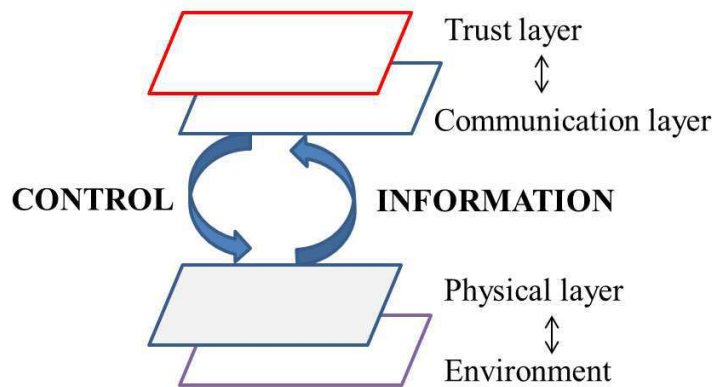 Trust layer
Communication layer
CONTROL
INFORMATION
Physical layer
Environment